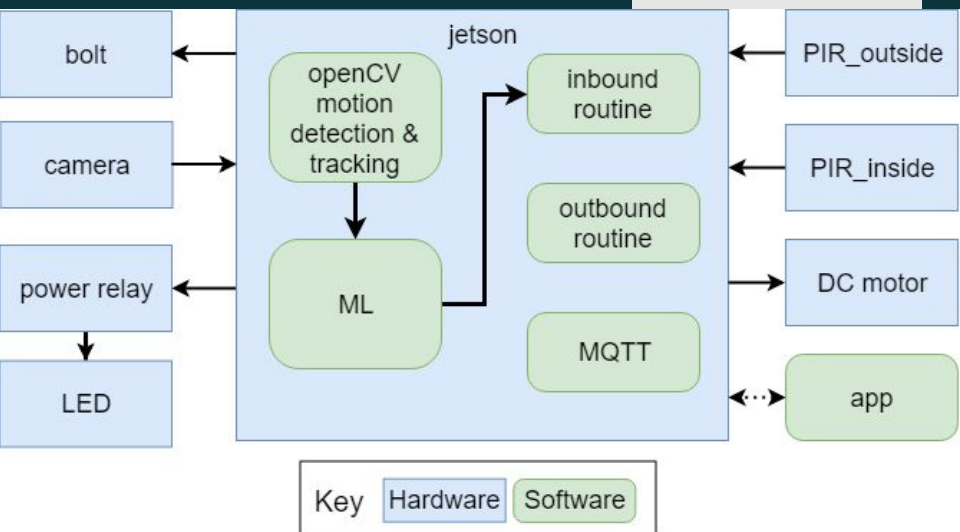 jetson
bolt
camera
power relay
LED
openCV
motion
detection &
tracking
ML
inbound
routine
outbound
routine
MQTT
PIR_outside
PIR_inside
DC motor
app
Key
Hardware
Software